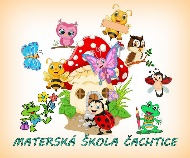 MATERSKÁ ŠKOLA ČACHTICE